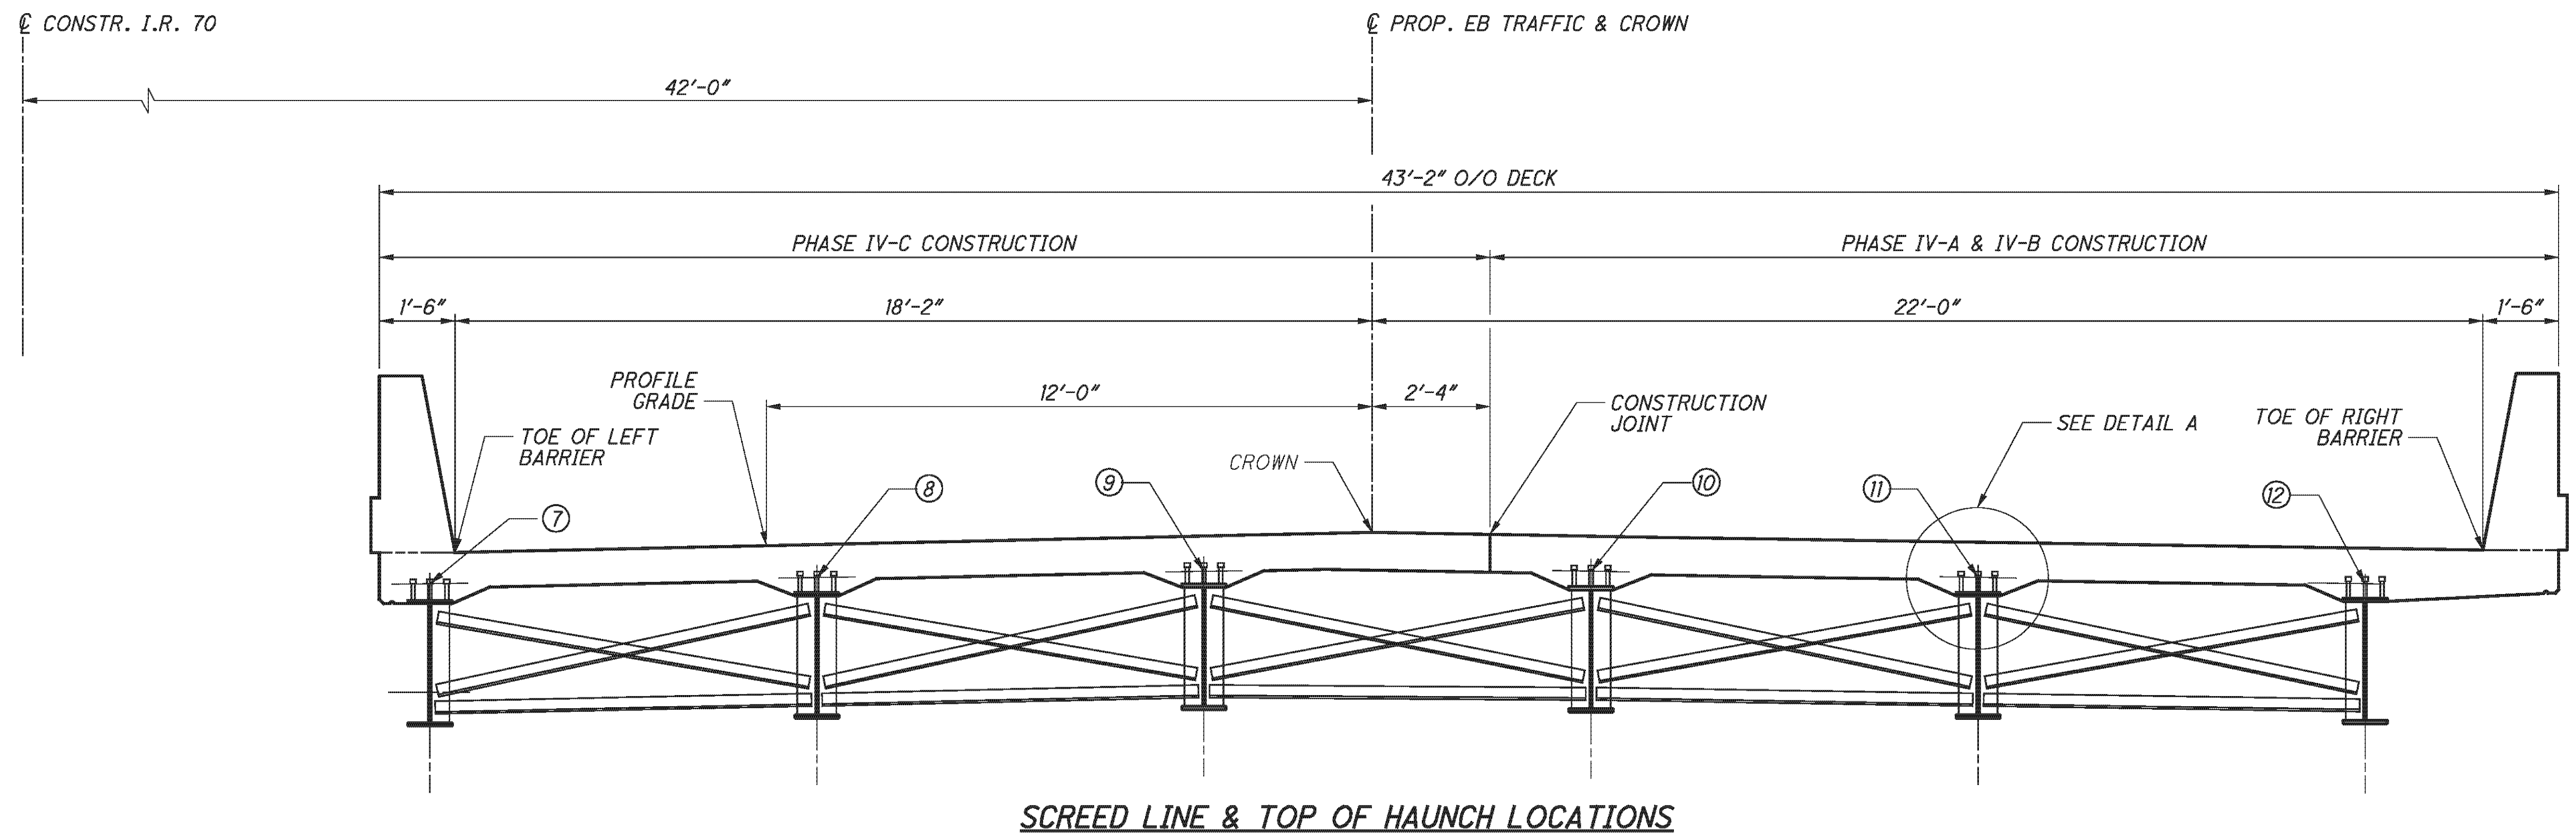 ℄ CONSTR. I.R. 70
℄ PROP. EB TRAFFIC & CROWN
42'-0"
43'-2" O/O DECK
PHASE IV-C CONSTRUCTION
PHASE IV-A & IV-B CONSTRUCTION
1'-6"
18'-2"
22'-0"
1'-6"
PROFILE
GRADE
12'-0"
2'-4"
CONSTRUCTION
JOINT
SEE DETAIL A
TOE OF RIGHT
BARRIER
TOE OF LEFT
BARRIER
CROWN
7
8
9
10
11
12
SCREED LINE & TOP OF HAUNCH LOCATIONS